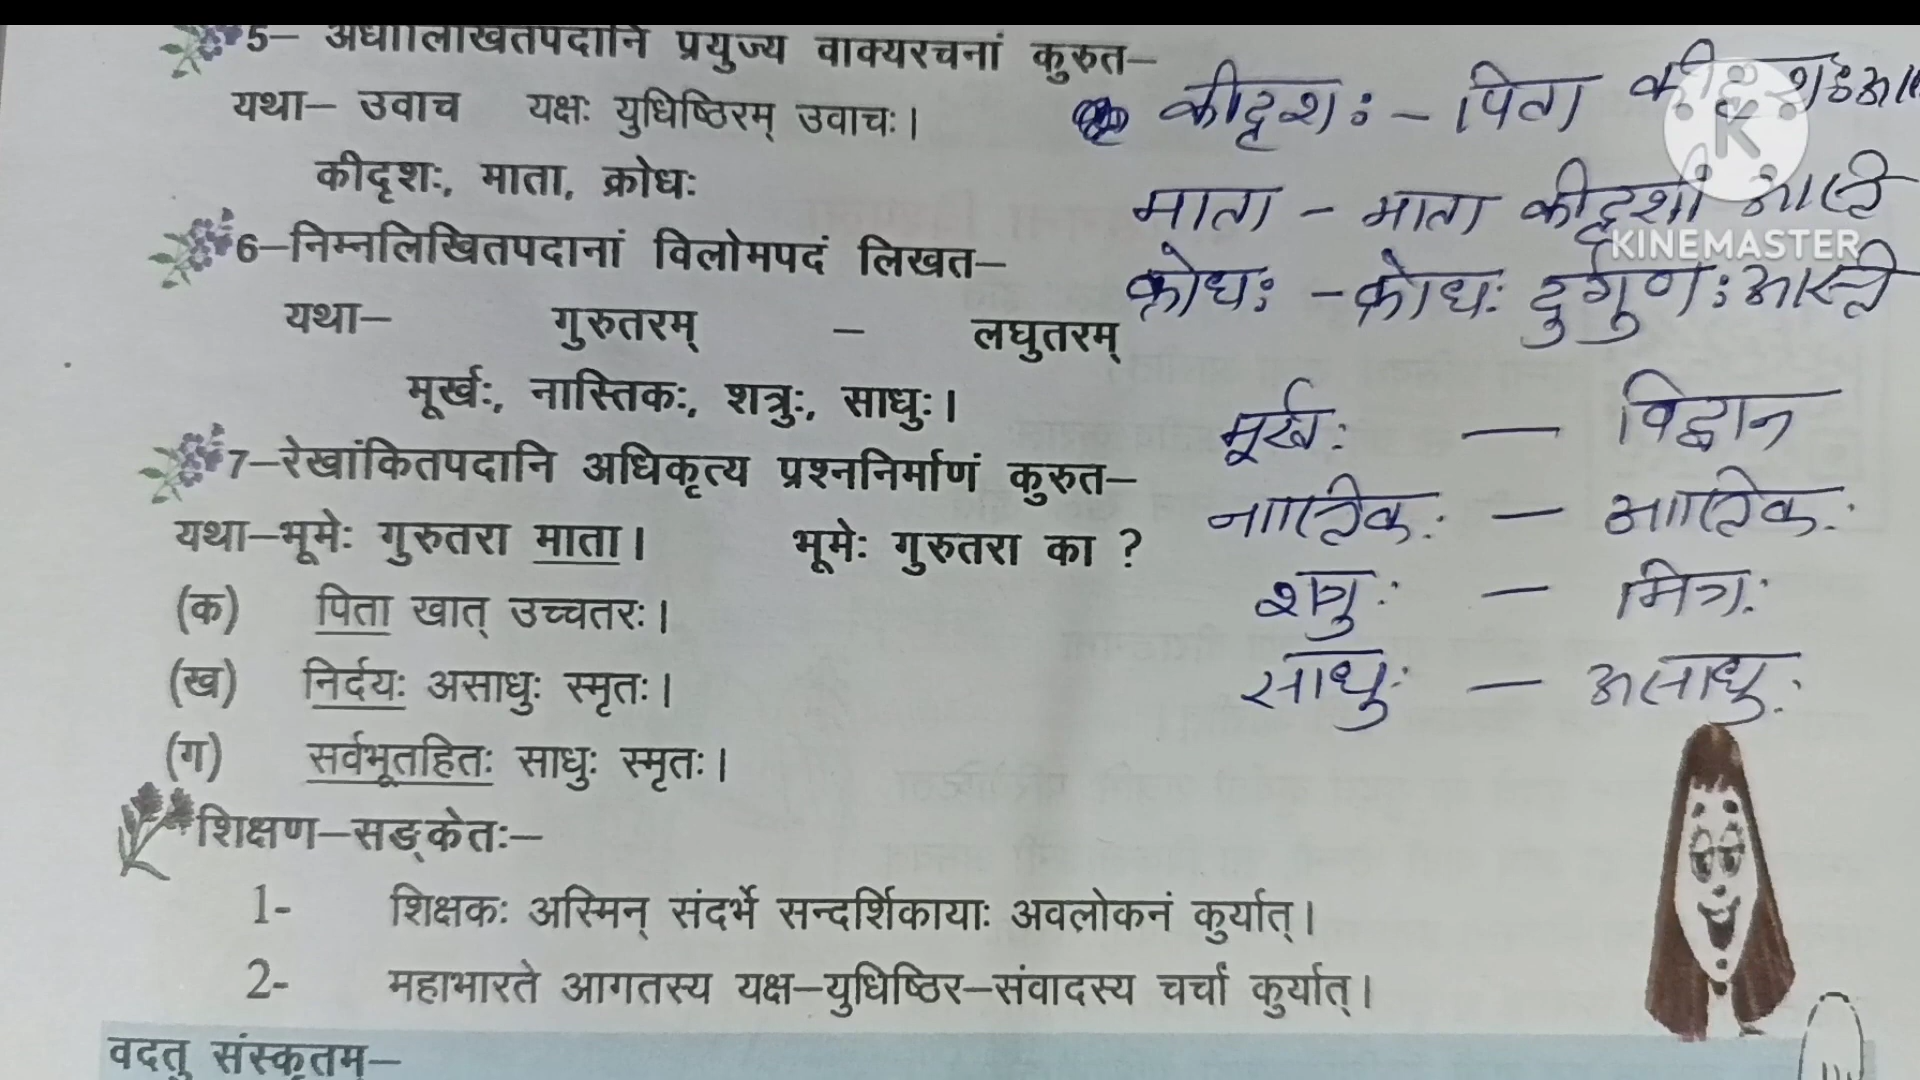 5– अधोलिखितपदानि प्रयुज्य वाक्यरचनां कुरुत–
यथा– उवाच यक्षः युधिष्ठिरम् उवाचः।
कीदृशः, माता, क्रोधः
कीदृशः – पिता
माता – माता कीदृशी अस्ति
क्रोधः – क्रोधः दुर्गुणः अस्ति
KINEMASTER
6–निम्नलिखितपदानां विलोमपदं लिखत–
यथा– गुरुतरम् – लघुतरम्
मूर्खः, नास्तिकः, शत्रुः, साधुः।
मूर्खः – विद्वान
नास्तिकः – आस्तिकः
शत्रुः – मित्रः
साधुः – असाधुः
7–रेखांकितपदानि अधिकृत्य प्रश्ननिर्माणं कुरुत–
यथा–भूमेः गुरुतरा माता। भूमेः गुरुतरा का ?
(क) पिता खात् उच्चतरः।
(ख) निर्दयः असाधुः स्मृतः।
(ग) सर्वभूतहितः साधुः स्मृतः।
शिक्षण–सङ्केतः–
1- शिक्षकः अस्मिन् संदर्भे सन्दर्शिकायाः अवलोकनं कुर्यात्।
2- महाभारते आगतस्य यक्ष–युधिष्ठिर–संवादस्य चर्चां कुर्यात्।
वदतु संस्कृतम्–